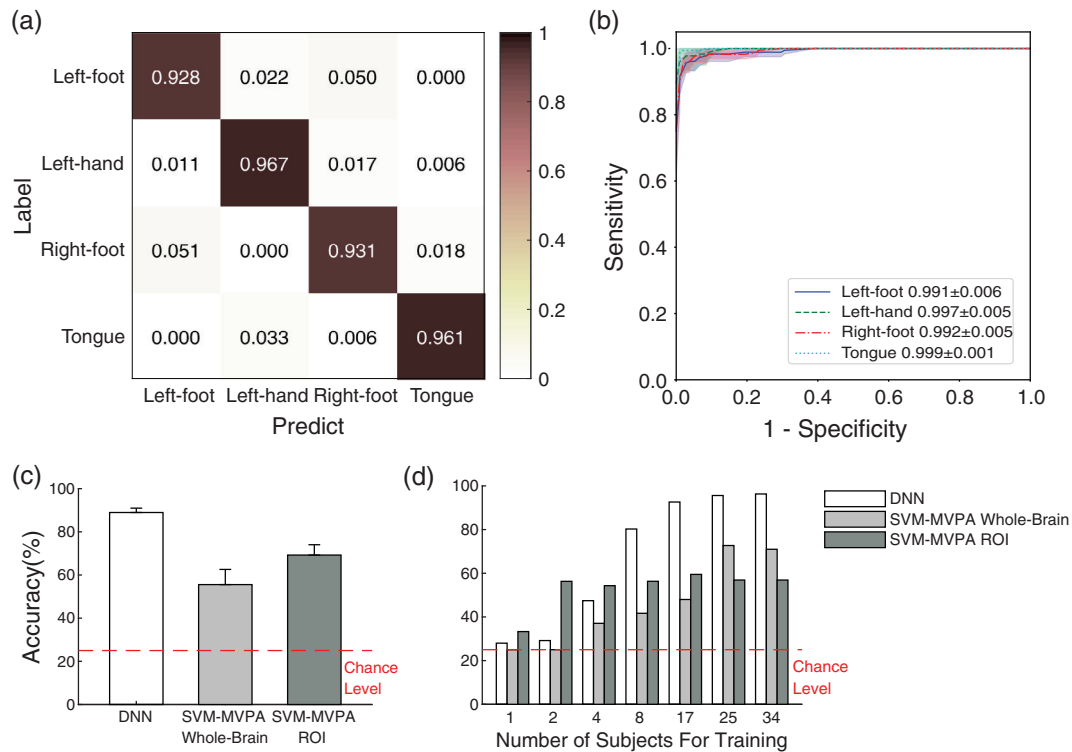 (a)
Label
Left-foot
Left-hand
Right-foot
Tongue
0.928 0.022 0.050 0.000
0.011 0.967 0.017 0.006
0.051 0.000 0.931 0.018
0.000 0.033 0.006 0.961
Left-foot Left-hand Right-foot Tongue
Predict
1
0.8
0.6
0.4
0.2
0
(b)
Sensitivity
1.0
0.8
0.6
0.4
0.2
0.0
0.0 0.2 0.4 0.6 0.8 1.0
1 - Specificity
Left-foot 0.991±0.006
Left-hand 0.997±0.005
Right-foot 0.992±0.005
Tongue 0.999±0.001
(c)
Accuracy(%)
100
80
60
40
20
0
Chance
Level
DNN
SVM-MVPA
Whole-Brain
SVM-MVPA
ROI
(d)
100
80
60
40
20
0
Chance
Level
1 2 4 8 17 25 34
Number of Subjects For Training
DNN
SVM-MVPA Whole-Brain
SVM-MVPA ROI